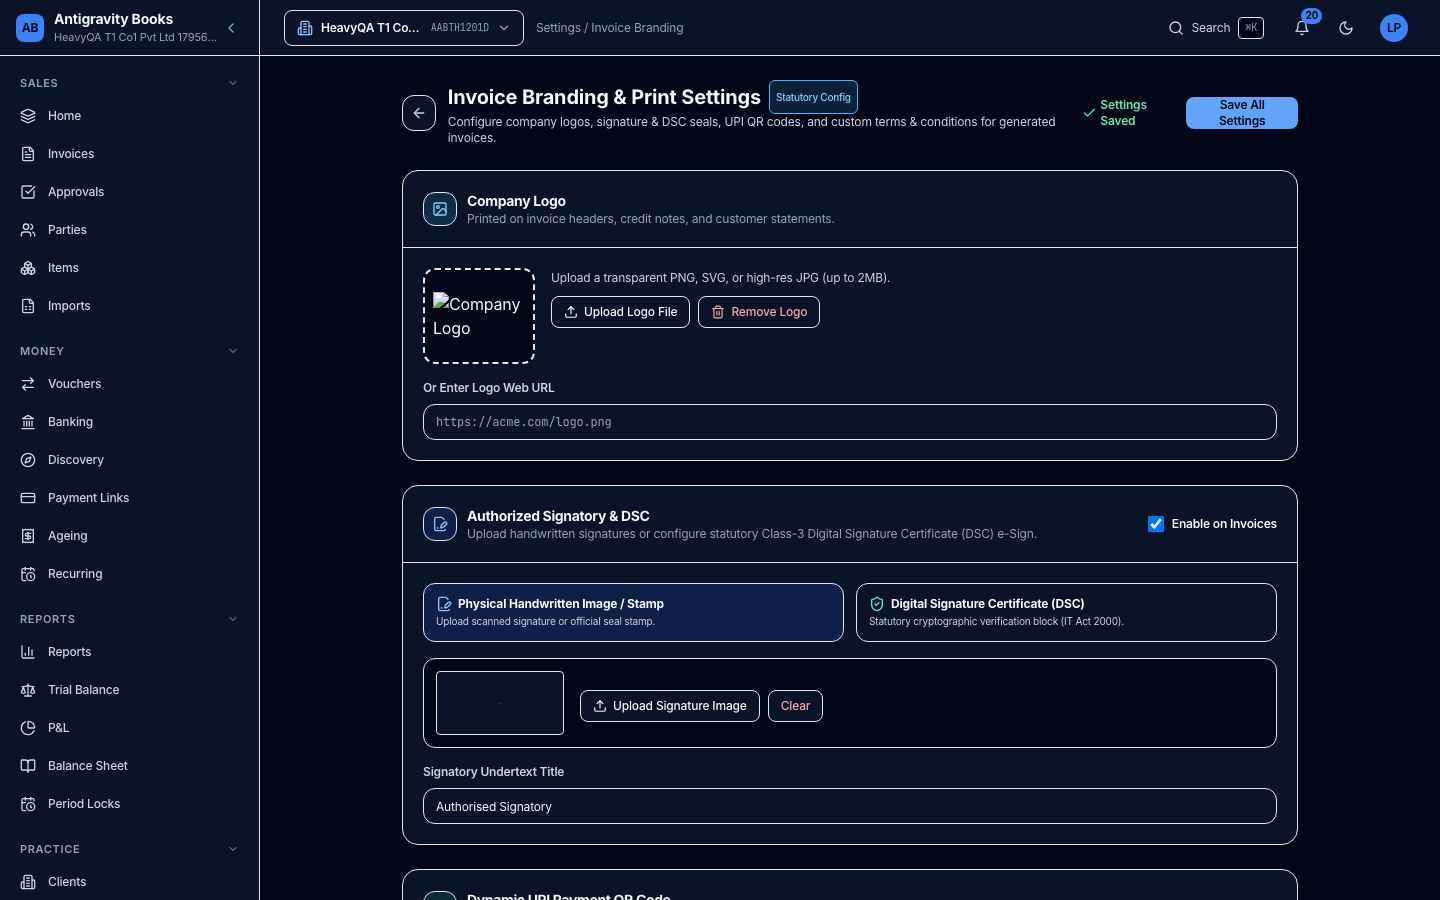 AB
Antigravity Books
HeavyQA T1 Co1 Pvt Ltd 17956...
HeavyQA T1 Co... AABTH1201D
Settings / Invoice Branding
Search ⌘K
20
LP
SALES
Home
Invoices
Approvals
Parties
Items
Imports
MONEY
Vouchers
Banking
Discovery
Payment Links
Ageing
Recurring
REPORTS
Reports
Trial Balance
P&L
Balance Sheet
Period Locks
PRACTICE
Clients
Invoice Branding & Print Settings Statutory Config
Configure company logos, signature & DSC seals, UPI QR codes, and custom terms & conditions for generated
invoices.
Settings
Saved
Save All
Settings
Company Logo
Printed on invoice headers, credit notes, and customer statements.
Company
Logo
Upload a transparent PNG, SVG, or high-res JPG (up to 2MB).
Upload Logo File
Remove Logo
Or Enter Logo Web URL
https://acme.com/logo.png
Authorized Signatory & DSC
Upload handwritten signatures or configure statutory Class-3 Digital Signature Certificate (DSC) e-Sign.
Enable on Invoices
Physical Handwritten Image / Stamp
Upload scanned signature or official seal stamp.
Digital Signature Certificate (DSC)
Statutory cryptographic verification block (IT Act 2000).
Upload Signature Image
Clear
Signatory Undertext Title
Authorised Signatory
Dynamic UPI Payment QR Code